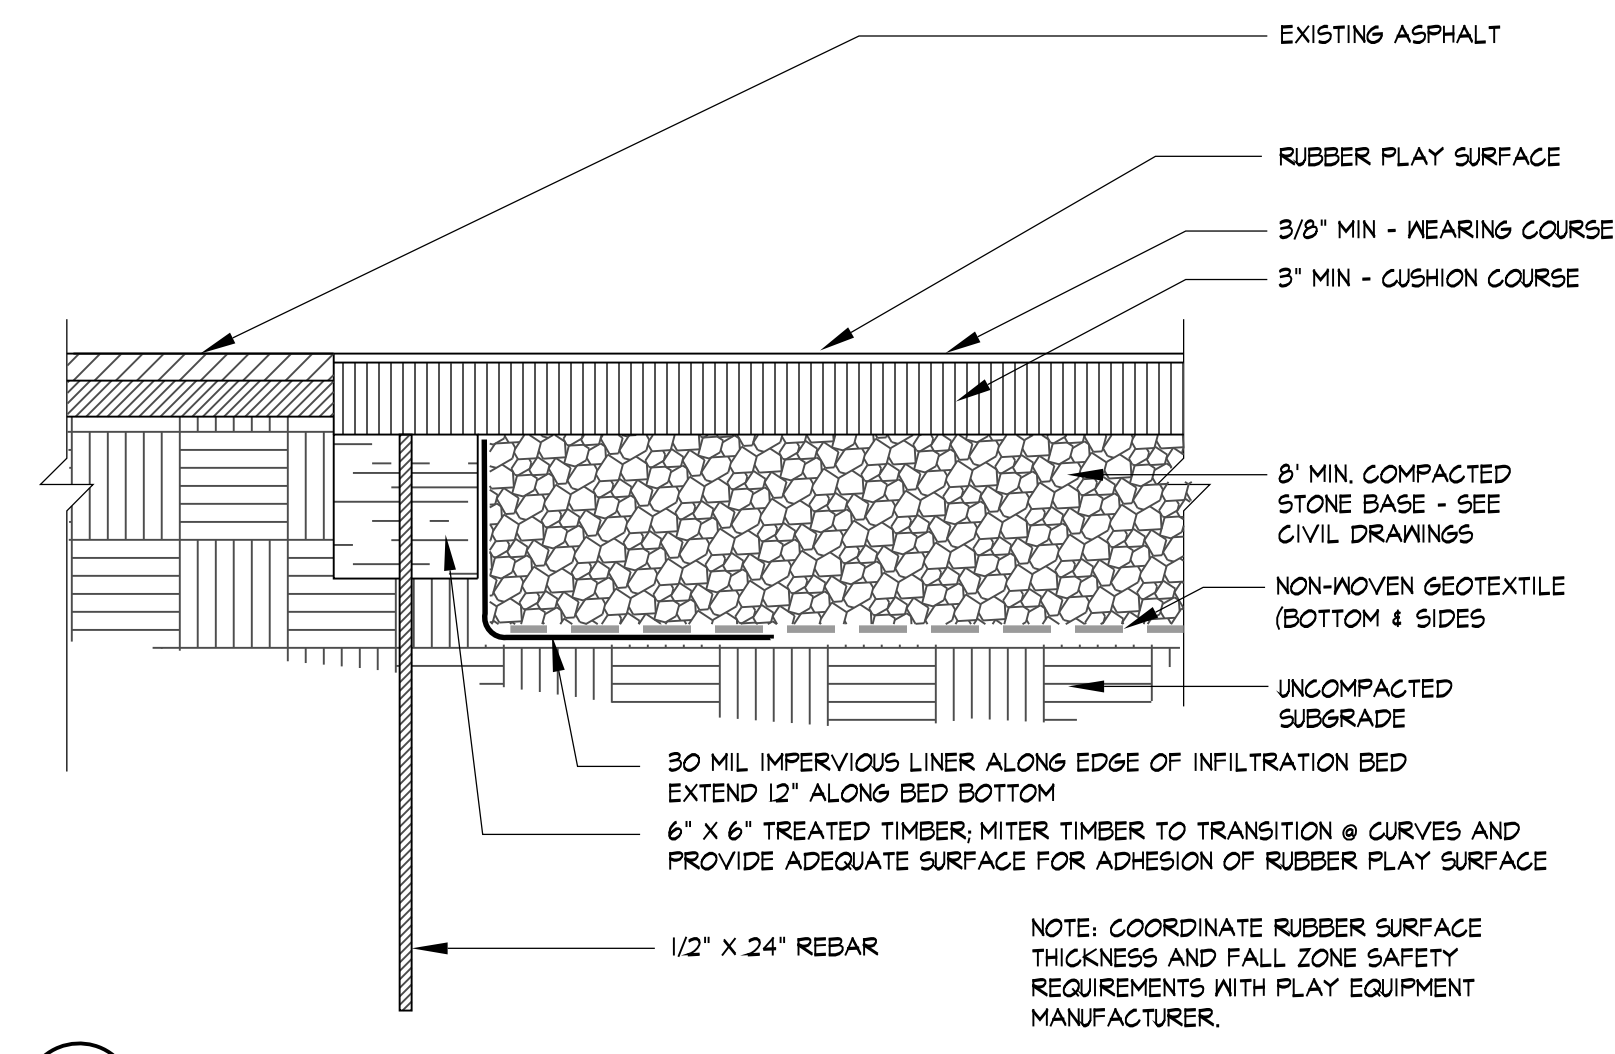 EXISTING ASPHALT
RUBBER PLAY SURFACE
3/8" MIN - WEARING COURSE
3" MIN - CUSHION COURSE
8' MIN. COMPACTED
STONE BASE - SEE
CIVIL DRAWINGS
NON-WOVEN GEOTEXTILE
(BOTTOM & SIDES
UNCOMPACTED
SUBGRADE
30 MIL IMPERVIOUS LINER ALONG EDGE OF INFILTRATION BED
EXTEND 12" ALONG BED BOTTOM
6" X 6" TREATED TIMBER; MITER TIMBER TO TRANSITION @ CURVES AND
PROVIDE ADEQUATE SURFACE FOR ADHESION OF RUBBER PLAY SURFACE
1/2" X 24" REBAR
NOTE: COORDINATE RUBBER SURFACE
THICKNESS AND FALL ZONE SAFETY
REQUIREMENTS WITH PLAY EQUIPMENT
MANUFACTURER.